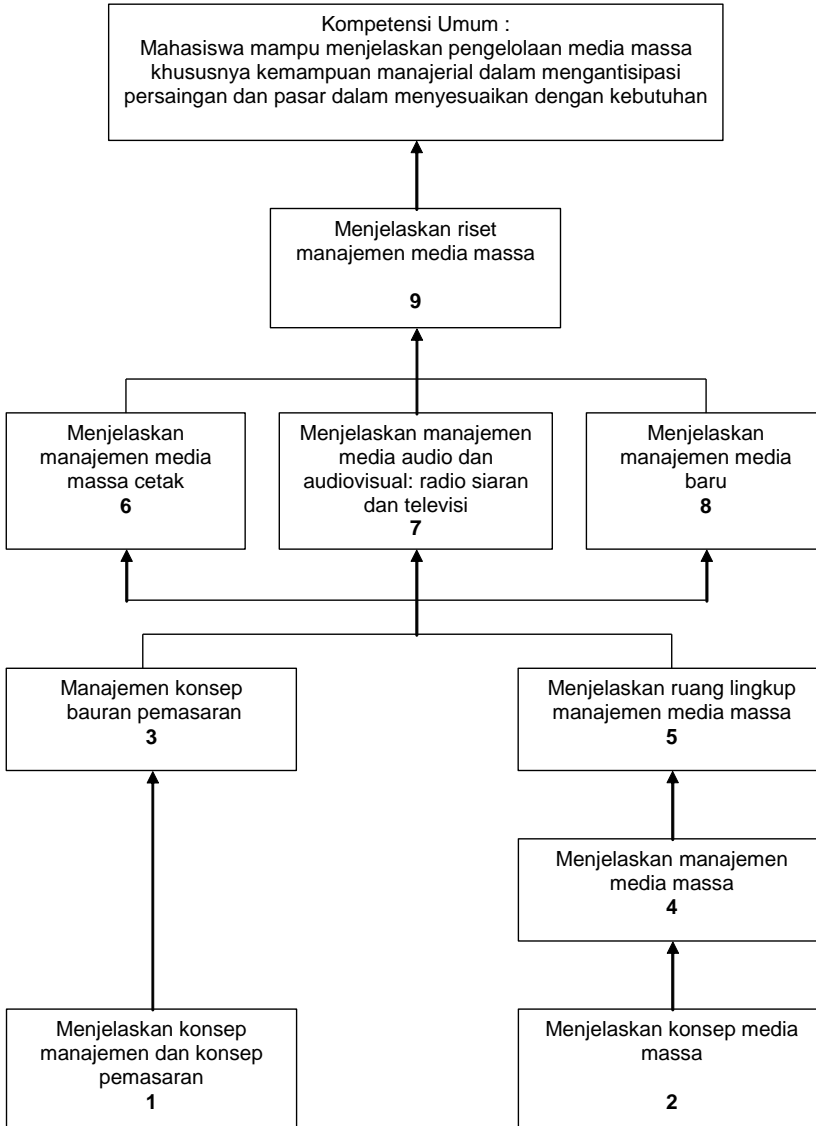 Kompetensi Umum :
Mahasiswa mampu menjelaskan pengelolaan media massa
khususnya kemampuan manajerial dalam mengantisipasi
persaingan dan pasar dalam menyesuaikan dengan kebutuhan
Menjelaskan riset
manajemen media massa
9
Menjelaskan
manajemen media
massa cetak
6
Menjelaskan manajemen
media audio dan
audiovisual: radio siaran
dan televisi
7
Menjelaskan
manajemen media
baru
8
Manajemen konsep
bauran pemasaran
3
Menjelaskan ruang lingkup
manajemen media massa
5
Menjelaskan manajemen
media massa
4
Menjelaskan konsep
manajemen dan konsep
pemasaran
1
Menjelaskan konsep media
massa
2